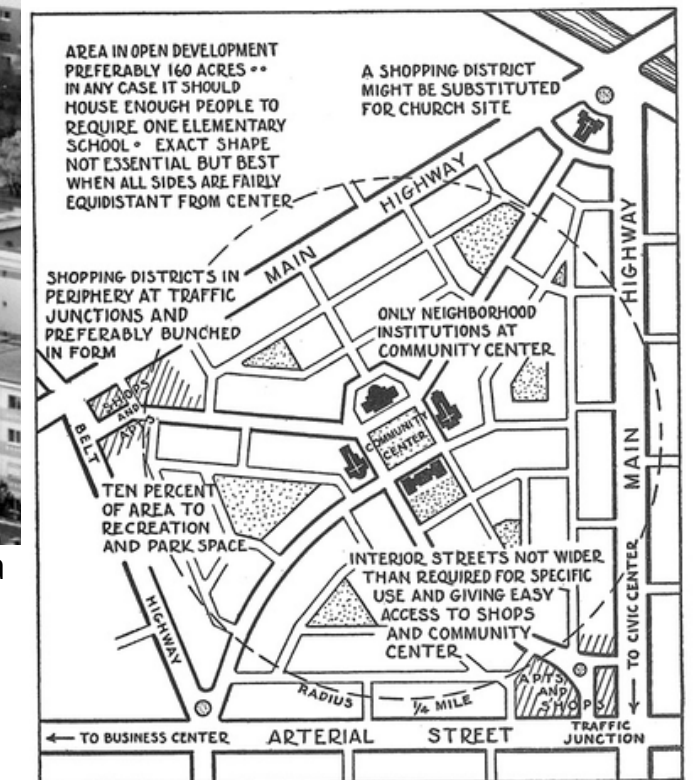 AREA IN OPEN DEVELOPMENT
PREFERABLY 160 ACRES••
IN ANY CASE IT SHOULD
HOUSE ENOUGH PEOPLE TO
REQUIRE ONE ELEMENTARY
SCHOOL• EXACT SHAPE
NOT ESSENTIAL BUT BEST
WHEN ALL SIDES ARE FAIRLY
EQUIDISTANT FROM CENTER
A SHOPPING DISTRICT
MIGHT BE SUBSTITUTED
FOR CHURCH SITE
MAIN HIGHWAY
HIGHWAY
MAIN
SHOPPING DISTRICTS IN
PERIPHERY AT TRAFFIC
JUNCTIONS AND
PREFERABLY BUNCHED
IN FORM
ONLY NEIGHBORHOOD
INSTITUTIONS AT
COMMUNITY CENTER
SHOPS
AND
APTS
BELT
HIGHWAY
COMMUNITY
CENTER
TEN PERCENT
OF AREA TO
RECREATION
AND PARK SPACE
INTERIOR STREETS NOT WIDER
THAN REQUIRED FOR SPECIFIC
USE AND GIVING EASY
ACCESS TO SHOPS
AND COMMUNITY
CENTER
TO CIVIC CENTER
APTS
AND
SHOPS
RADIUS 1/4 MILE
← TO BUSINESS CENTER ARTERIAL STREET
TRAFFIC
JUNCTION